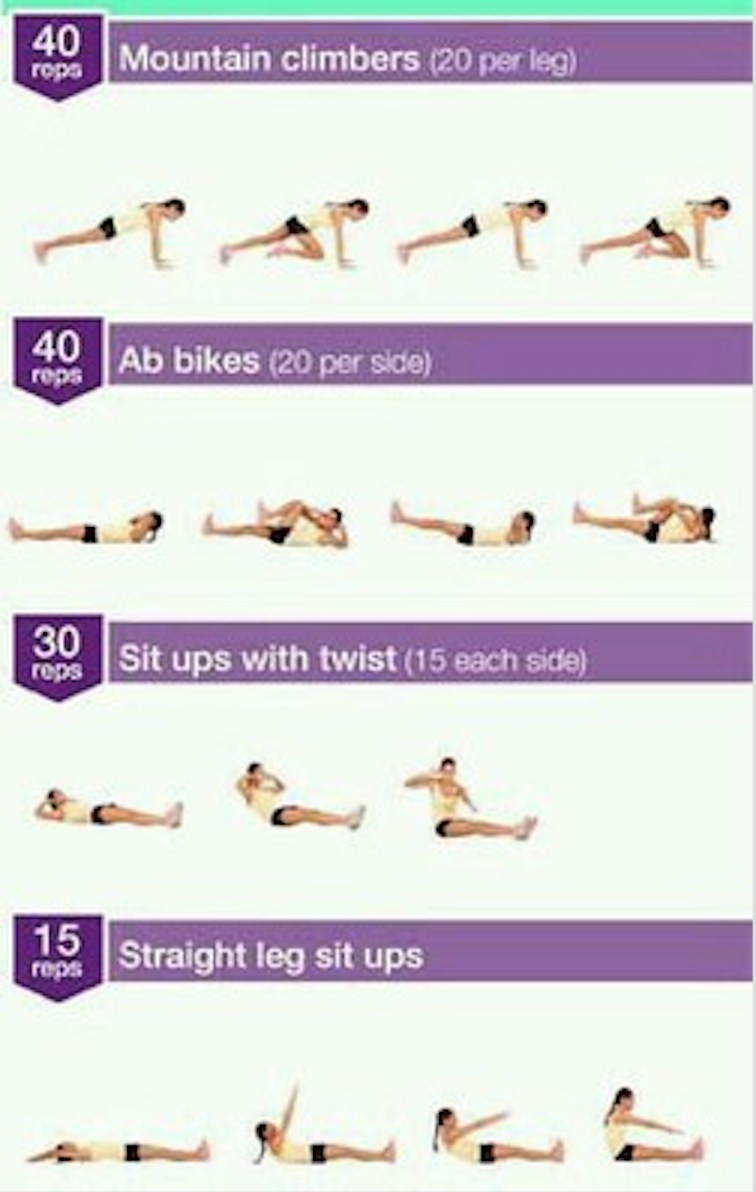 40
reps
Mountain climbers (20 per leg)
40
reps
Ab bikes (20 per side)
30
reps
Sit ups with twist (15 each side)
15
reps
Straight leg sit ups